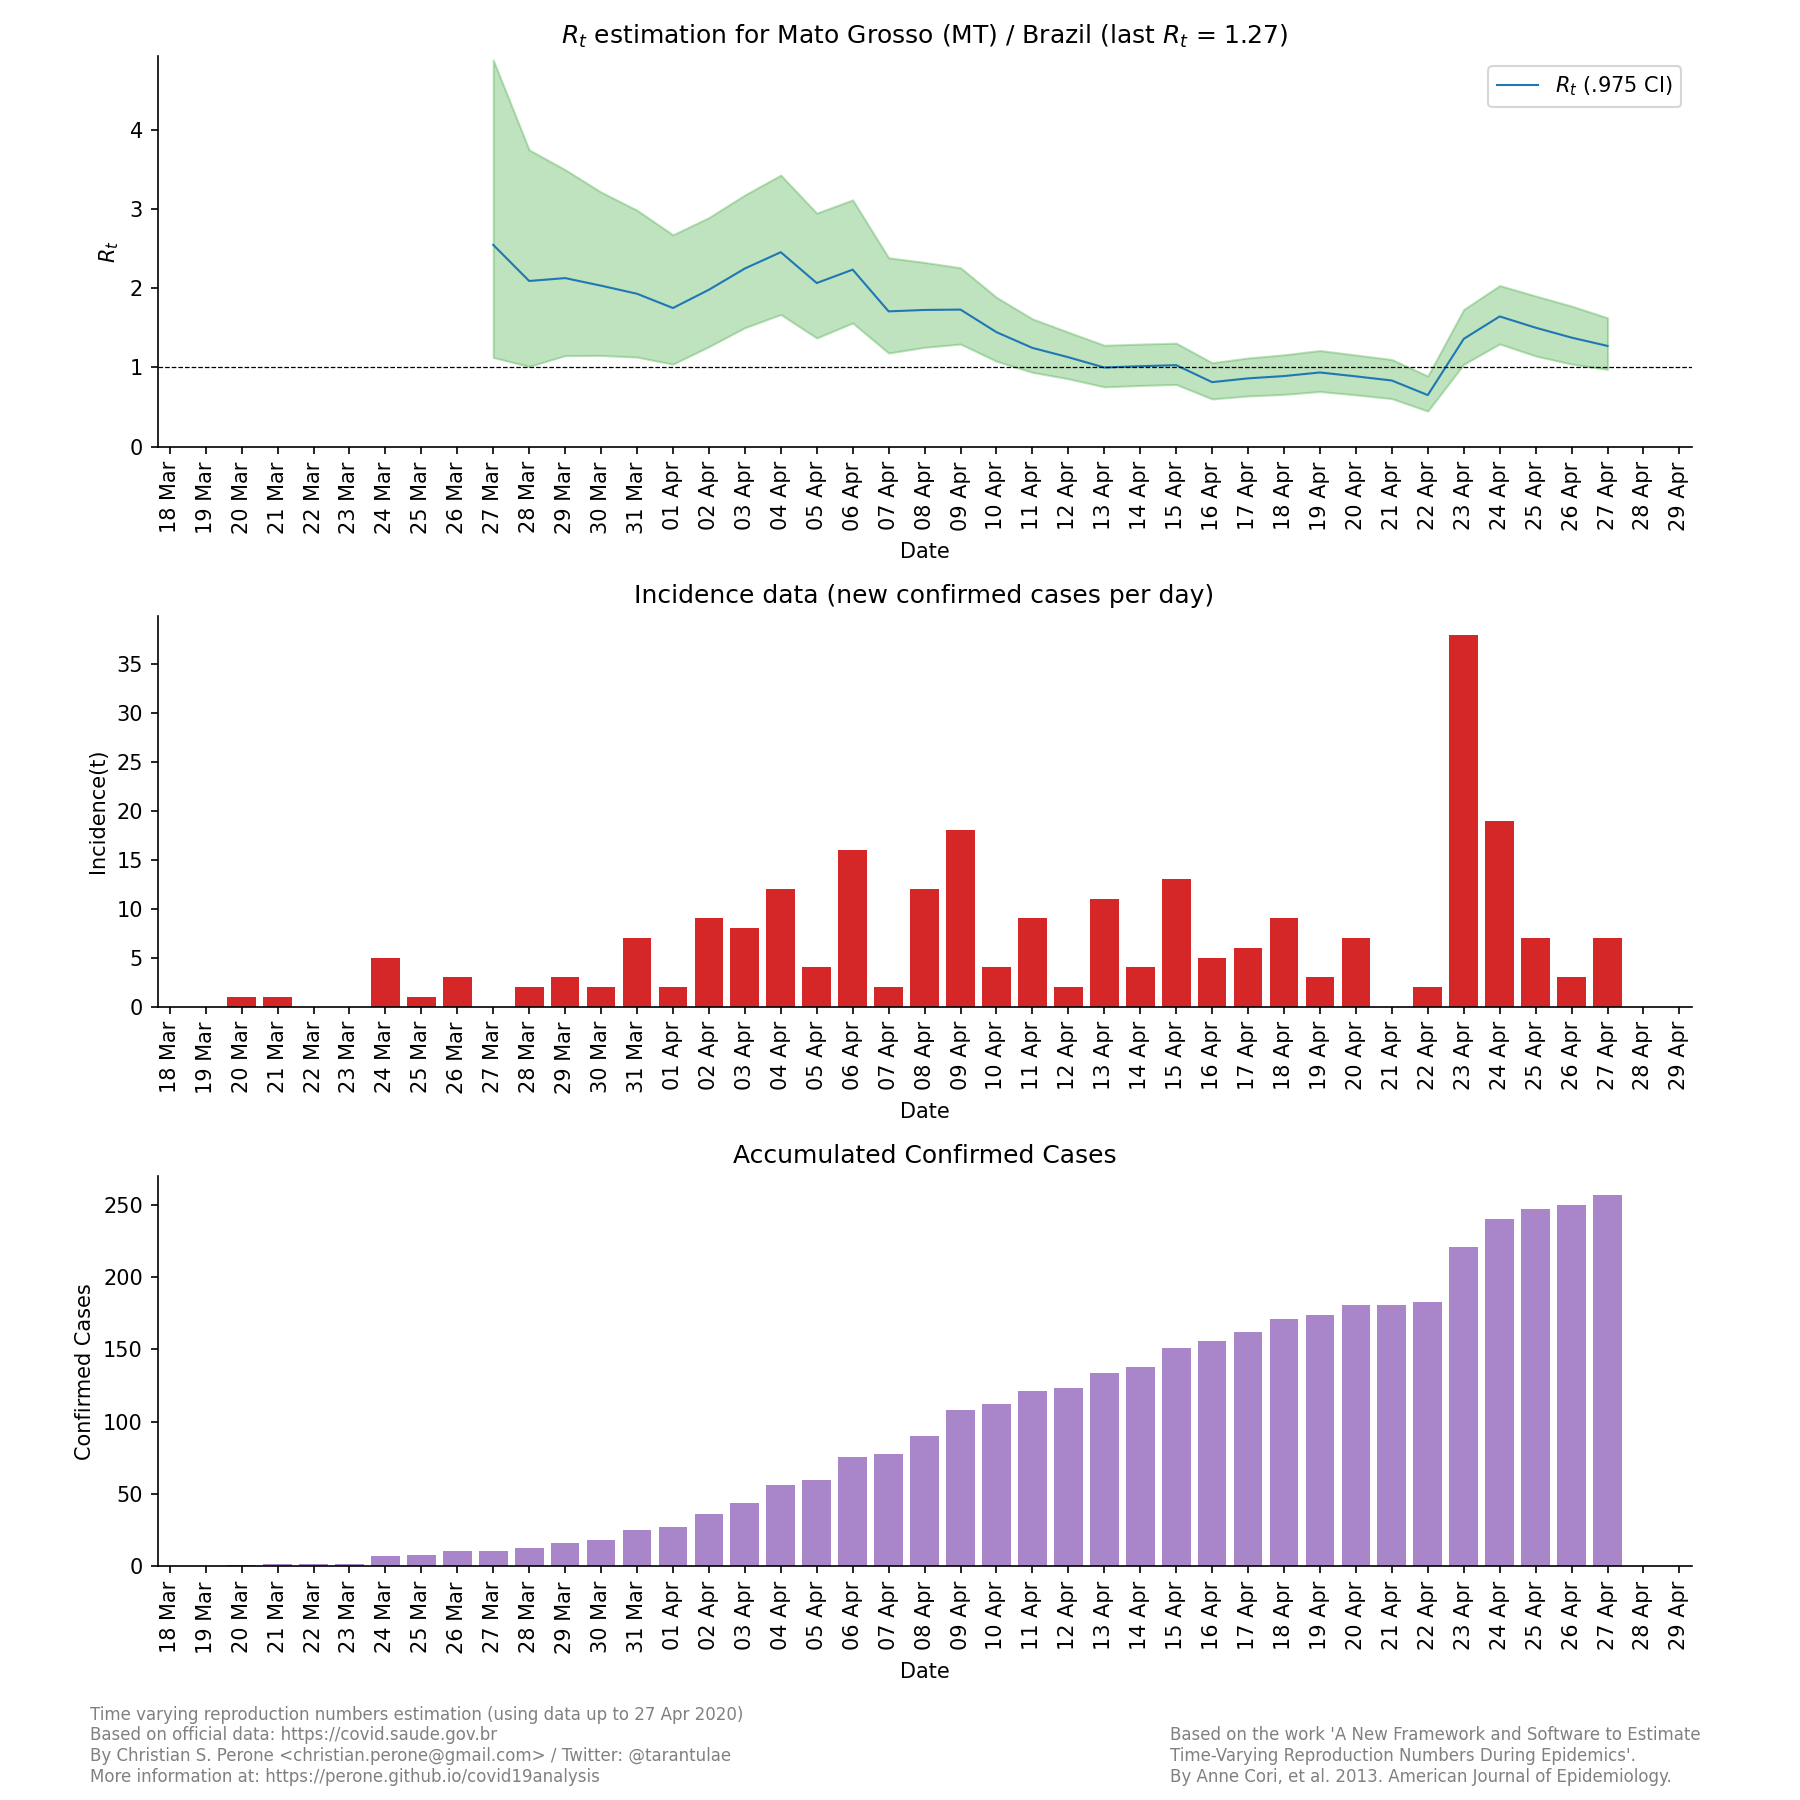 R_t estimation for Mato Grosso (MT) / Brazil (last R_t = 1.27)
R_t (.975 CI)
R_t
4
3
2
1
0
18 Mar 19 Mar 20 Mar 21 Mar 22 Mar 23 Mar 24 Mar 25 Mar 26 Mar 27 Mar 28 Mar 29 Mar 30 Mar 31 Mar 01 Apr 02 Apr 03 Apr 04 Apr 05 Apr 06 Apr 07 Apr 08 Apr 09 Apr 10 Apr 11 Apr 12 Apr 13 Apr 14 Apr 15 Apr 16 Apr 17 Apr 18 Apr 19 Apr 20 Apr 21 Apr 22 Apr 23 Apr 24 Apr 25 Apr 26 Apr 27 Apr 28 Apr 29 Apr
Date
Incidence data (new confirmed cases per day)
Incidence(t)
35
30
25
20
15
10
5
0
18 Mar 19 Mar 20 Mar 21 Mar 22 Mar 23 Mar 24 Mar 25 Mar 26 Mar 27 Mar 28 Mar 29 Mar 30 Mar 31 Mar 01 Apr 02 Apr 03 Apr 04 Apr 05 Apr 06 Apr 07 Apr 08 Apr 09 Apr 10 Apr 11 Apr 12 Apr 13 Apr 14 Apr 15 Apr 16 Apr 17 Apr 18 Apr 19 Apr 20 Apr 21 Apr 22 Apr 23 Apr 24 Apr 25 Apr 26 Apr 27 Apr 28 Apr 29 Apr
Date
Accumulated Confirmed Cases
Confirmed Cases
250
200
150
100
50
0
18 Mar 19 Mar 20 Mar 21 Mar 22 Mar 23 Mar 24 Mar 25 Mar 26 Mar 27 Mar 28 Mar 29 Mar 30 Mar 31 Mar 01 Apr 02 Apr 03 Apr 04 Apr 05 Apr 06 Apr 07 Apr 08 Apr 09 Apr 10 Apr 11 Apr 12 Apr 13 Apr 14 Apr 15 Apr 16 Apr 17 Apr 18 Apr 19 Apr 20 Apr 21 Apr 22 Apr 23 Apr 24 Apr 25 Apr 26 Apr 27 Apr 28 Apr 29 Apr
Date
Time varying reproduction numbers estimation (using data up to 27 Apr 2020)
Based on official data: https://covid.saude.gov.br
By Christian S. Perone <christian.perone@gmail.com> / Twitter: @tarantulae
More information at: https://perone.github.io/covid19analysis
Based on the work 'A New Framework and Software to Estimate
Time-Varying Reproduction Numbers During Epidemics'.
By Anne Cori, et al. 2013. American Journal of Epidemiology.